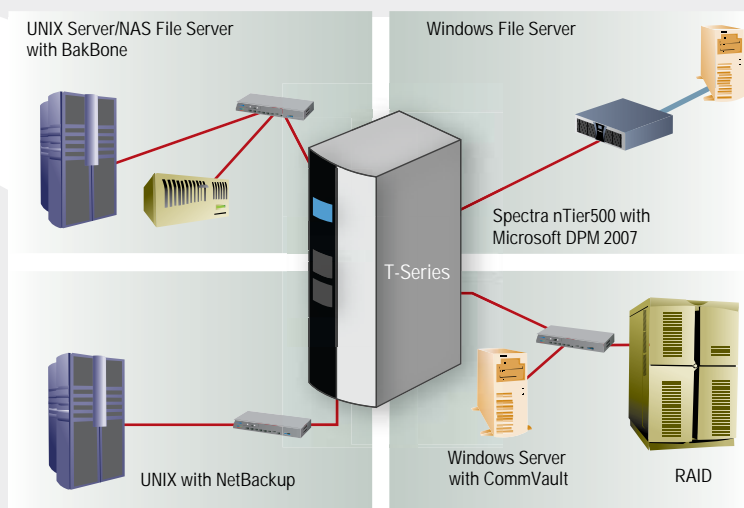 UNIX Server/NAS File Server
with BakBone
Windows File Server
Spectra nTier500 with
Microsoft DPM 2007
T-Series
UNIX with NetBackup
Windows Server
with CommVault
RAID